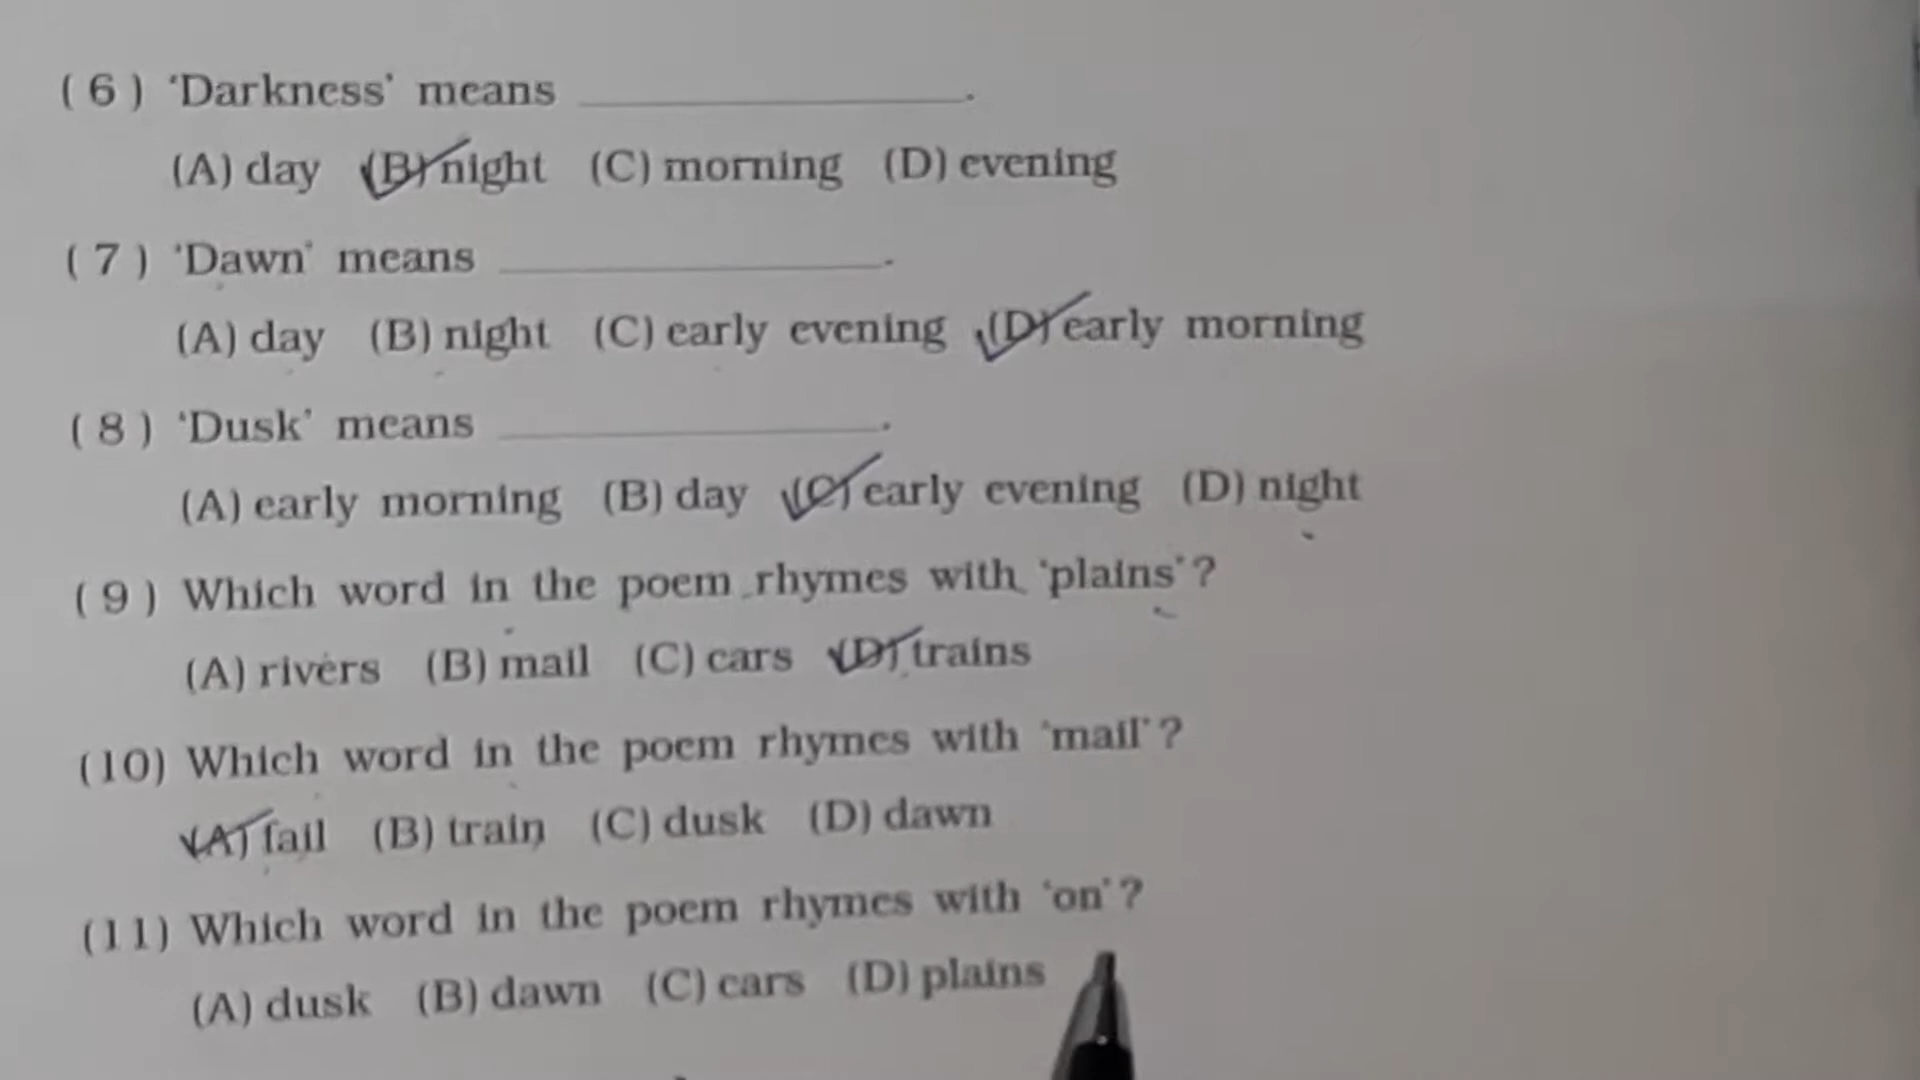 ( 6 ) 'Darkness' means ____________.
(A) day (B) night (C) morning (D) evening
( 7 ) 'Dawn' means ____________.
(A) day (B) night (C) early evening (D) early morning
( 8 ) 'Dusk' means ____________.
(A) early morning (B) day (C) early evening (D) night
( 9 ) Which word in the poem rhymes with 'plains'?
(A) rivers (B) mail (C) cars (D) trains
(10) Which word in the poem rhymes with 'mail'?
(A) fail (B) train (C) dusk (D) dawn
(11) Which word in the poem rhymes with 'on'?
(A) dusk (B) dawn (C) cars (D) plains